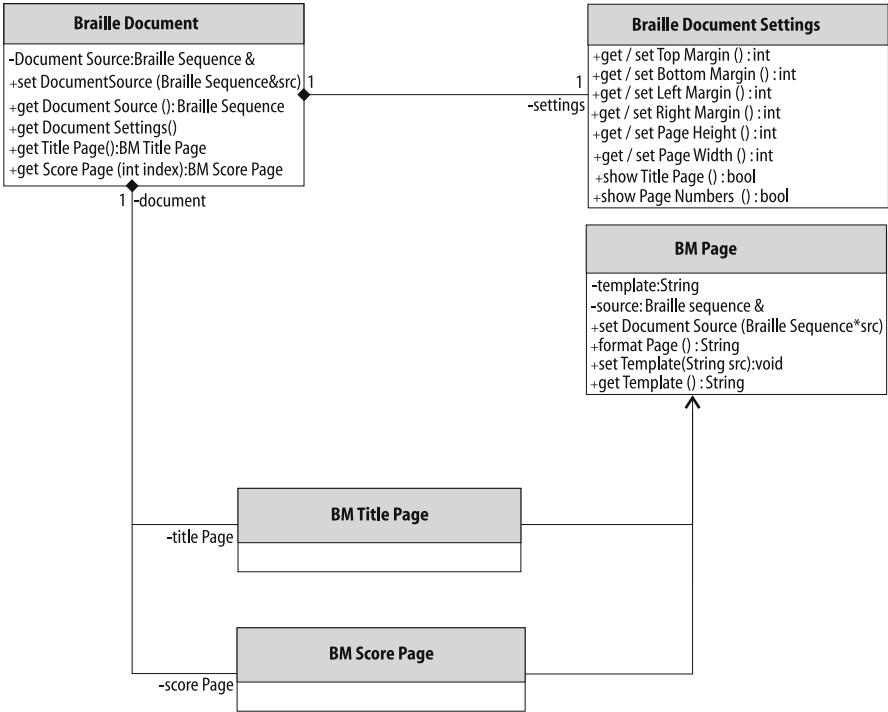 Braille Document
-Document Source:Braille Sequence &
+set DocumentSource (Braille Sequence&src)
+get Document Source (): Braille Sequence
+get Document Settings()
+get Title Page():BM Title Page
+get Score Page (int index):BM Score Page
1
1
-settings
1 -document
Braille Document Settings
+get / set Top Margin () : int
+get / set Bottom Margin () : int
+get / set Left Margin () : int
+get / set Right Margin () : int
+get / set Page Height () : int
+get / set Page Width () : int
+show Title Page () : bool
+show Page Numbers () : bool
BM Page
-template:String
-source: Braille sequence &
+set Document Source (Braille Sequence*src)
+format Page () : String
+set Template(String src):void
+get Template () : String
BM Title Page
-title Page
BM Score Page
-score Page